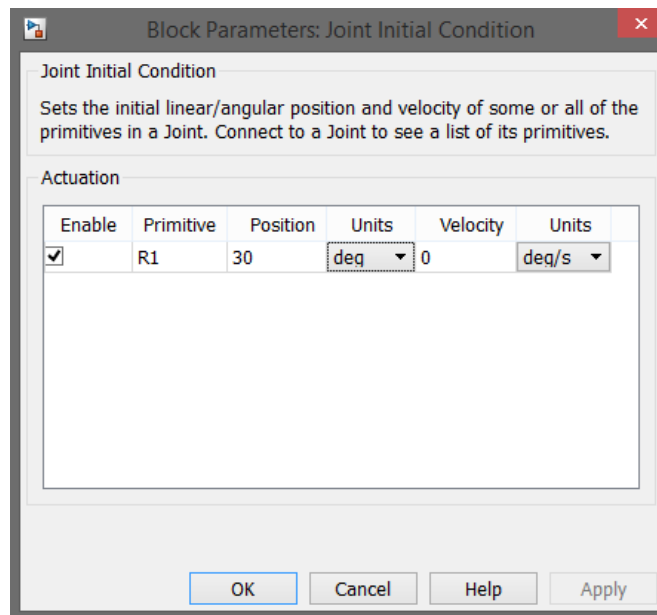 Block Parameters: Joint Initial Condition
Joint Initial Condition
Sets the initial linear/angular position and velocity of some or all of the
primitives in a Joint. Connect to a Joint to see a list of its primitives.
Actuation
Enable Primitive Position Units Velocity Units
R1 30 deg 0 deg/s
OK Cancel Help Apply